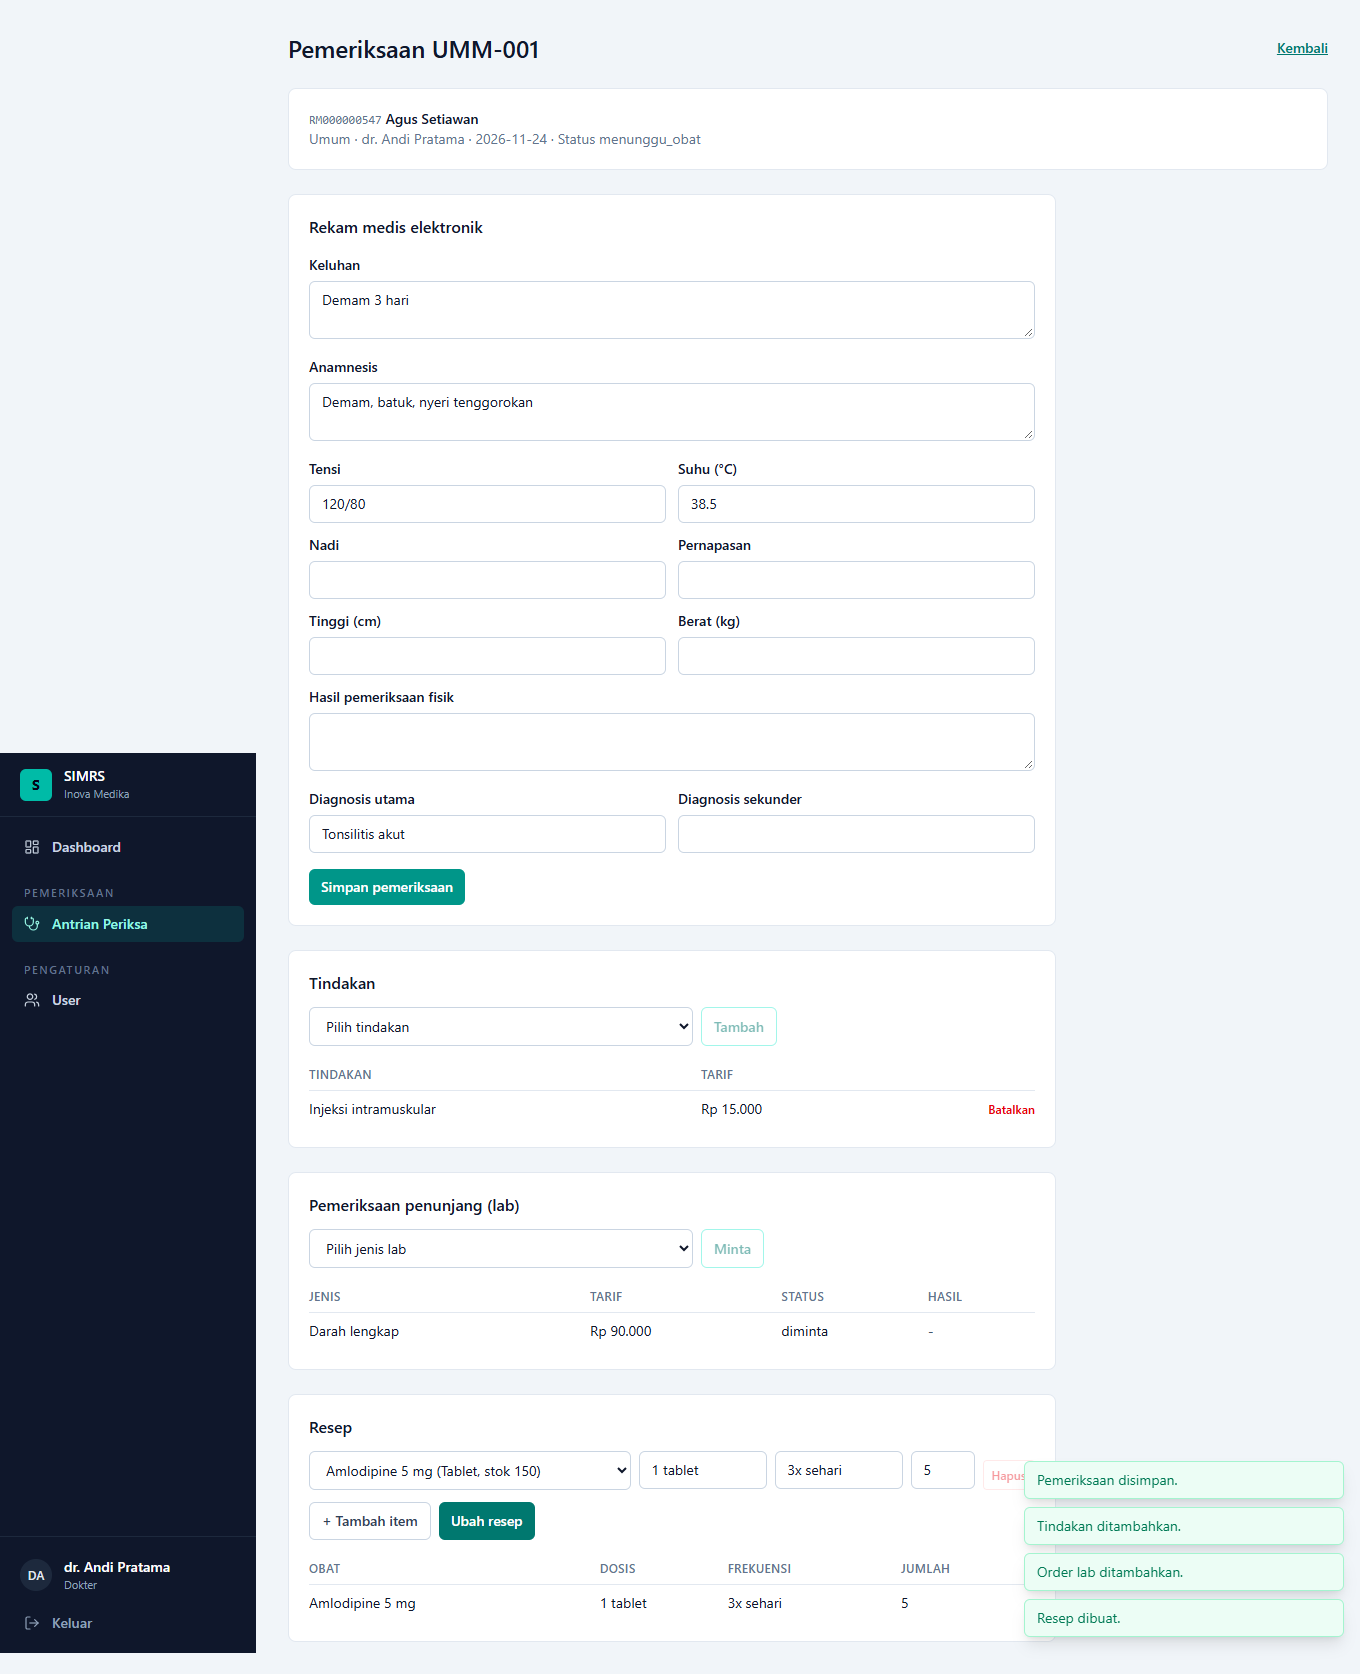 Pemeriksaan UMM-001
Kembali
RM000000547 Agus Setiawan
Umum · dr. Andi Pratama · 2026-11-24 · Status menunggu_obat
Rekam medis elektronik
Keluhan
Demam 3 hari
Anamnesis
Demam, batuk, nyeri tenggorokan
Tensi
Suhu (°C)
120/80
38.5
Nadi
Pernapasan
Tinggi (cm)
Berat (kg)
Hasil pemeriksaan fisik
Diagnosis utama
Diagnosis sekunder
Tonsilitis akut
Simpan pemeriksaan
Tindakan
Pilih tindakan
Tambah
TINDAKAN TARIF
Injeksi intramuskular Rp 15.000 Batalkan
Pemeriksaan penunjang (lab)
Pilih jenis lab
Minta
JENIS TARIF STATUS HASIL
Darah lengkap Rp 90.000 diminta -
Resep
Amlodipine 5 mg (Tablet, stok 150)
1 tablet
3x sehari
5
Hapus
+ Tambah item
Ubah resep
OBAT DOSIS FREKUENSI JUMLAH
Amlodipine 5 mg 1 tablet 3x sehari 5
S
SIMRS
Inova Medika
Dashboard
PEMERIKSAAN
Antrian Periksa
PENGATURAN
User
DA
dr. Andi Pratama
Dokter
Keluar
Pemeriksaan disimpan.
Tindakan ditambahkan.
Order lab ditambahkan.
Resep dibuat.